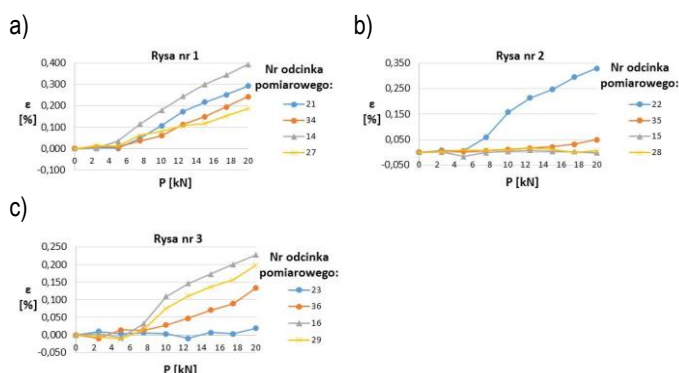 a)
Rysa nr 1
0,400
0,300
0,200
0,100
0,000
-0,100
ε
[%]
0 2 4 6 8 10 12 14 16 18 20
P [kN]
Nr odcinka
pomiarowego:
21
34
14
27
b)
Rysa nr 2
0,350
0,250
0,150
0,050
-0,050
ε
[%]
0 2 4 6 8 10 12 14 16 18 20
P [kN]
Nr odcinka
pomiarowego:
22
35
15
28
c)
Rysa nr 3
0,250
0,200
0,150
0,100
0,050
0,000
-0,050
ε
[%]
0 2 4 6 8 10 12 14 16 18 20
P [kN]
Nr odcinka
pomiarowego:
23
36
16
29